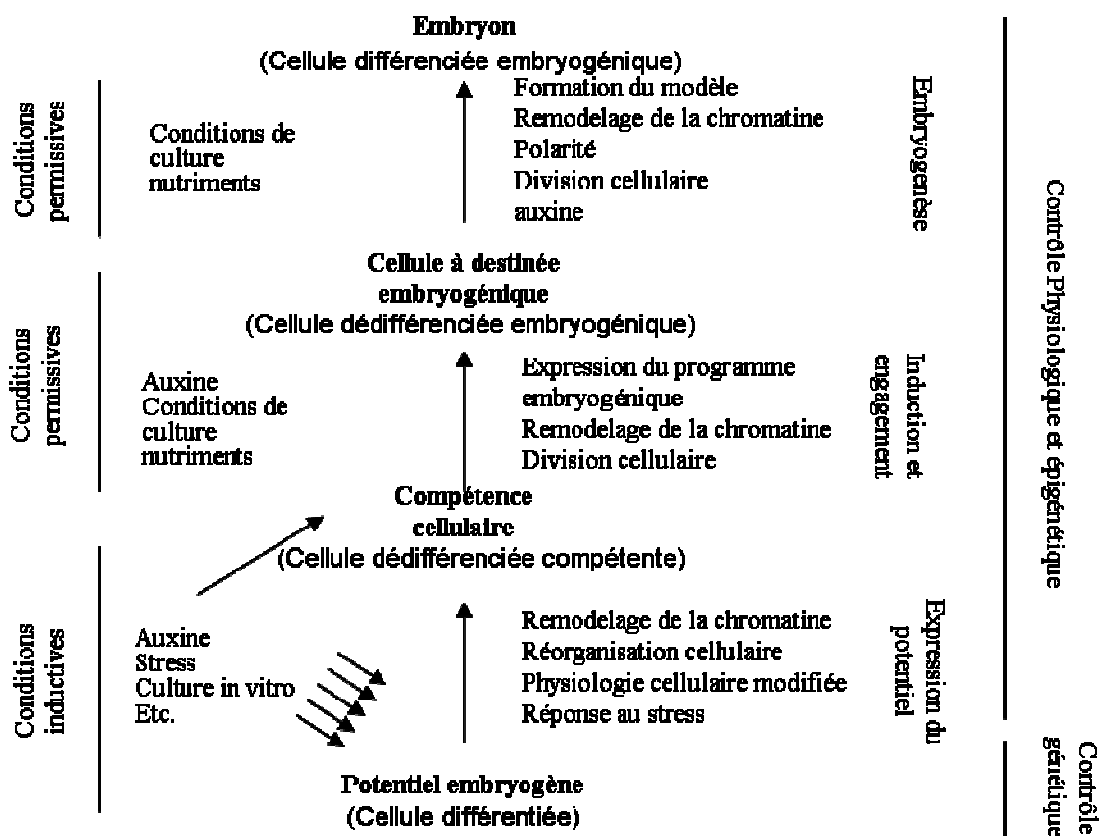 Embryon
(Cellule différenciée embryogénique)
Conditions
permissives
Conditions de
culture
nutriments
Formation du modèle
Remodelage de la chromatine
Polarité
Division cellulaire
auxine
Embryogenèse
Cellule à destinée
embryogénique
(Cellule dédifférenciée embryogénique)
Conditions
permissives
Auxine
Conditions de
culture
nutriments
Expression du programme
embryogénique
Remodelage de la chromatine
Division cellulaire
Induction et
engagement
Compétence
cellulaire
(Cellule dédifférenciée compétente)
Conditions
inductives
Auxine
Stress
Culture in vitro
Etc.
Remodelage de la chromatine
Réorganisation cellulaire
Physiologie cellulaire modifiée
Réponse au stress
Expression du
potentiel
Potentiel embryogène
(Cellule différentiée)
Contrôle Physiologique et épigénétique
Contrôle
génétique